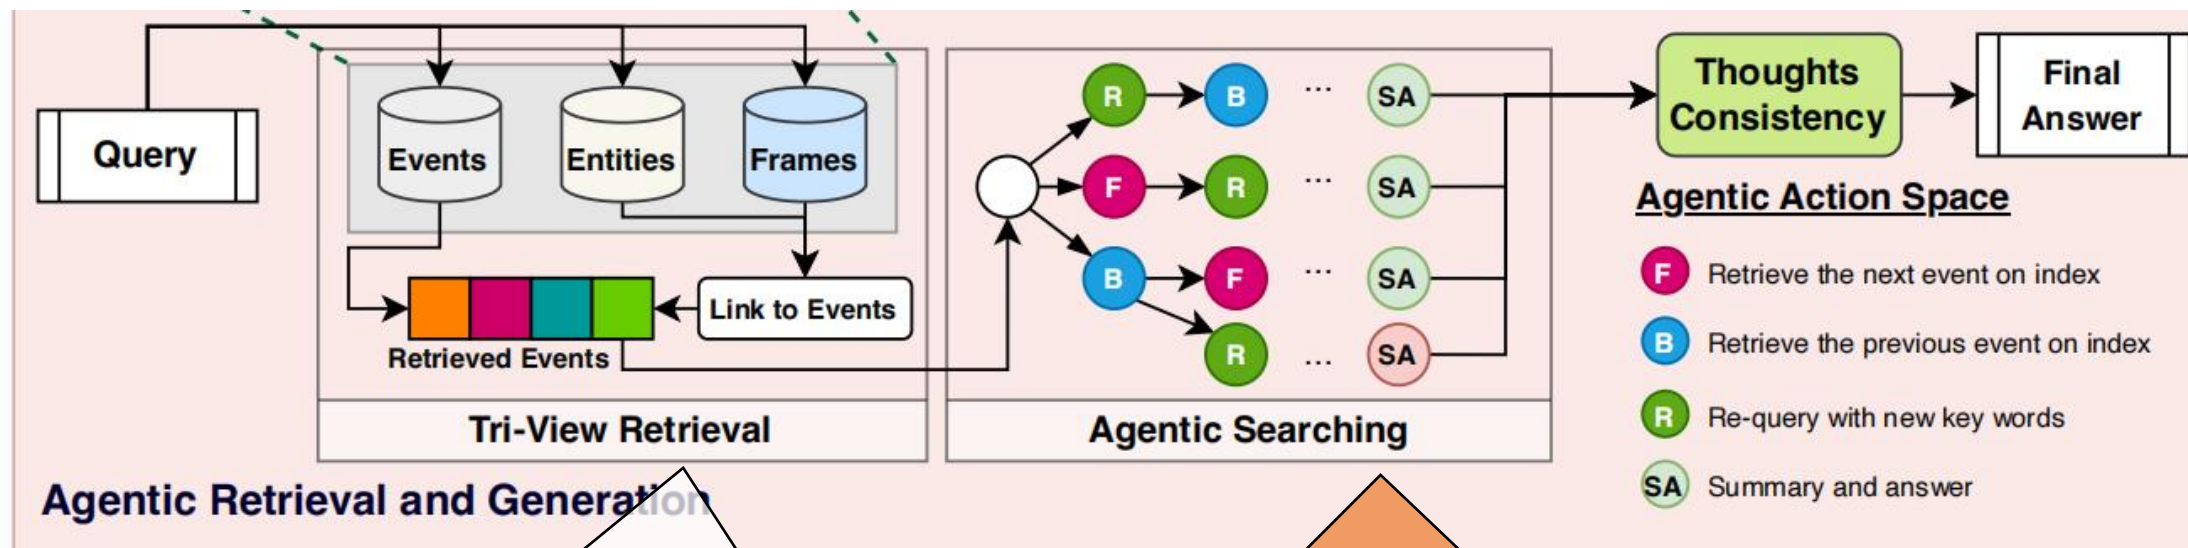 Query
Events
Entities
Frames
Link to Events
Retrieved Events
Tri-View Retrieval
R
B
...
SA
F
R
...
SA
B
F
...
SA
R
...
SA
Agentic Searching
Thoughts
Consistency
Final
Answer
Agentic Action Space
F Retrieve the next event on index
B Retrieve the previous event on index
R Re-query with new key words
SA Summary and answer
Agentic Retrieval and Generation